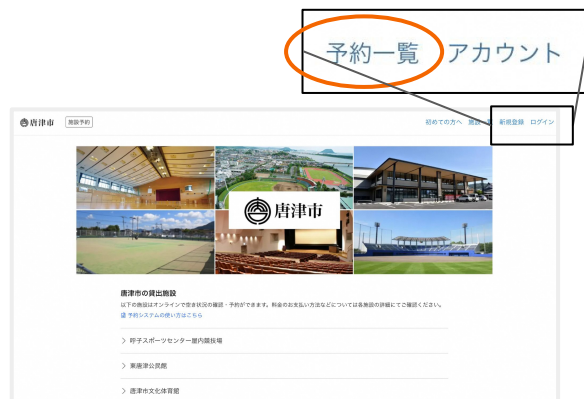 予約一覧 アカウント
唐津市 施設予約 初めての方へ 施設一覧 新規登録 ログイン
唐津市
唐津市の貸出施設
以下の施設はオンラインで空き状況の確認・予約ができます。料金のお支払い方法などについては各施設の詳細にてご確認ください。
予約システムの使い方はこちら
呼子スポーツセンター屋内競技場
東唐津公民館
唐津市文化体育館